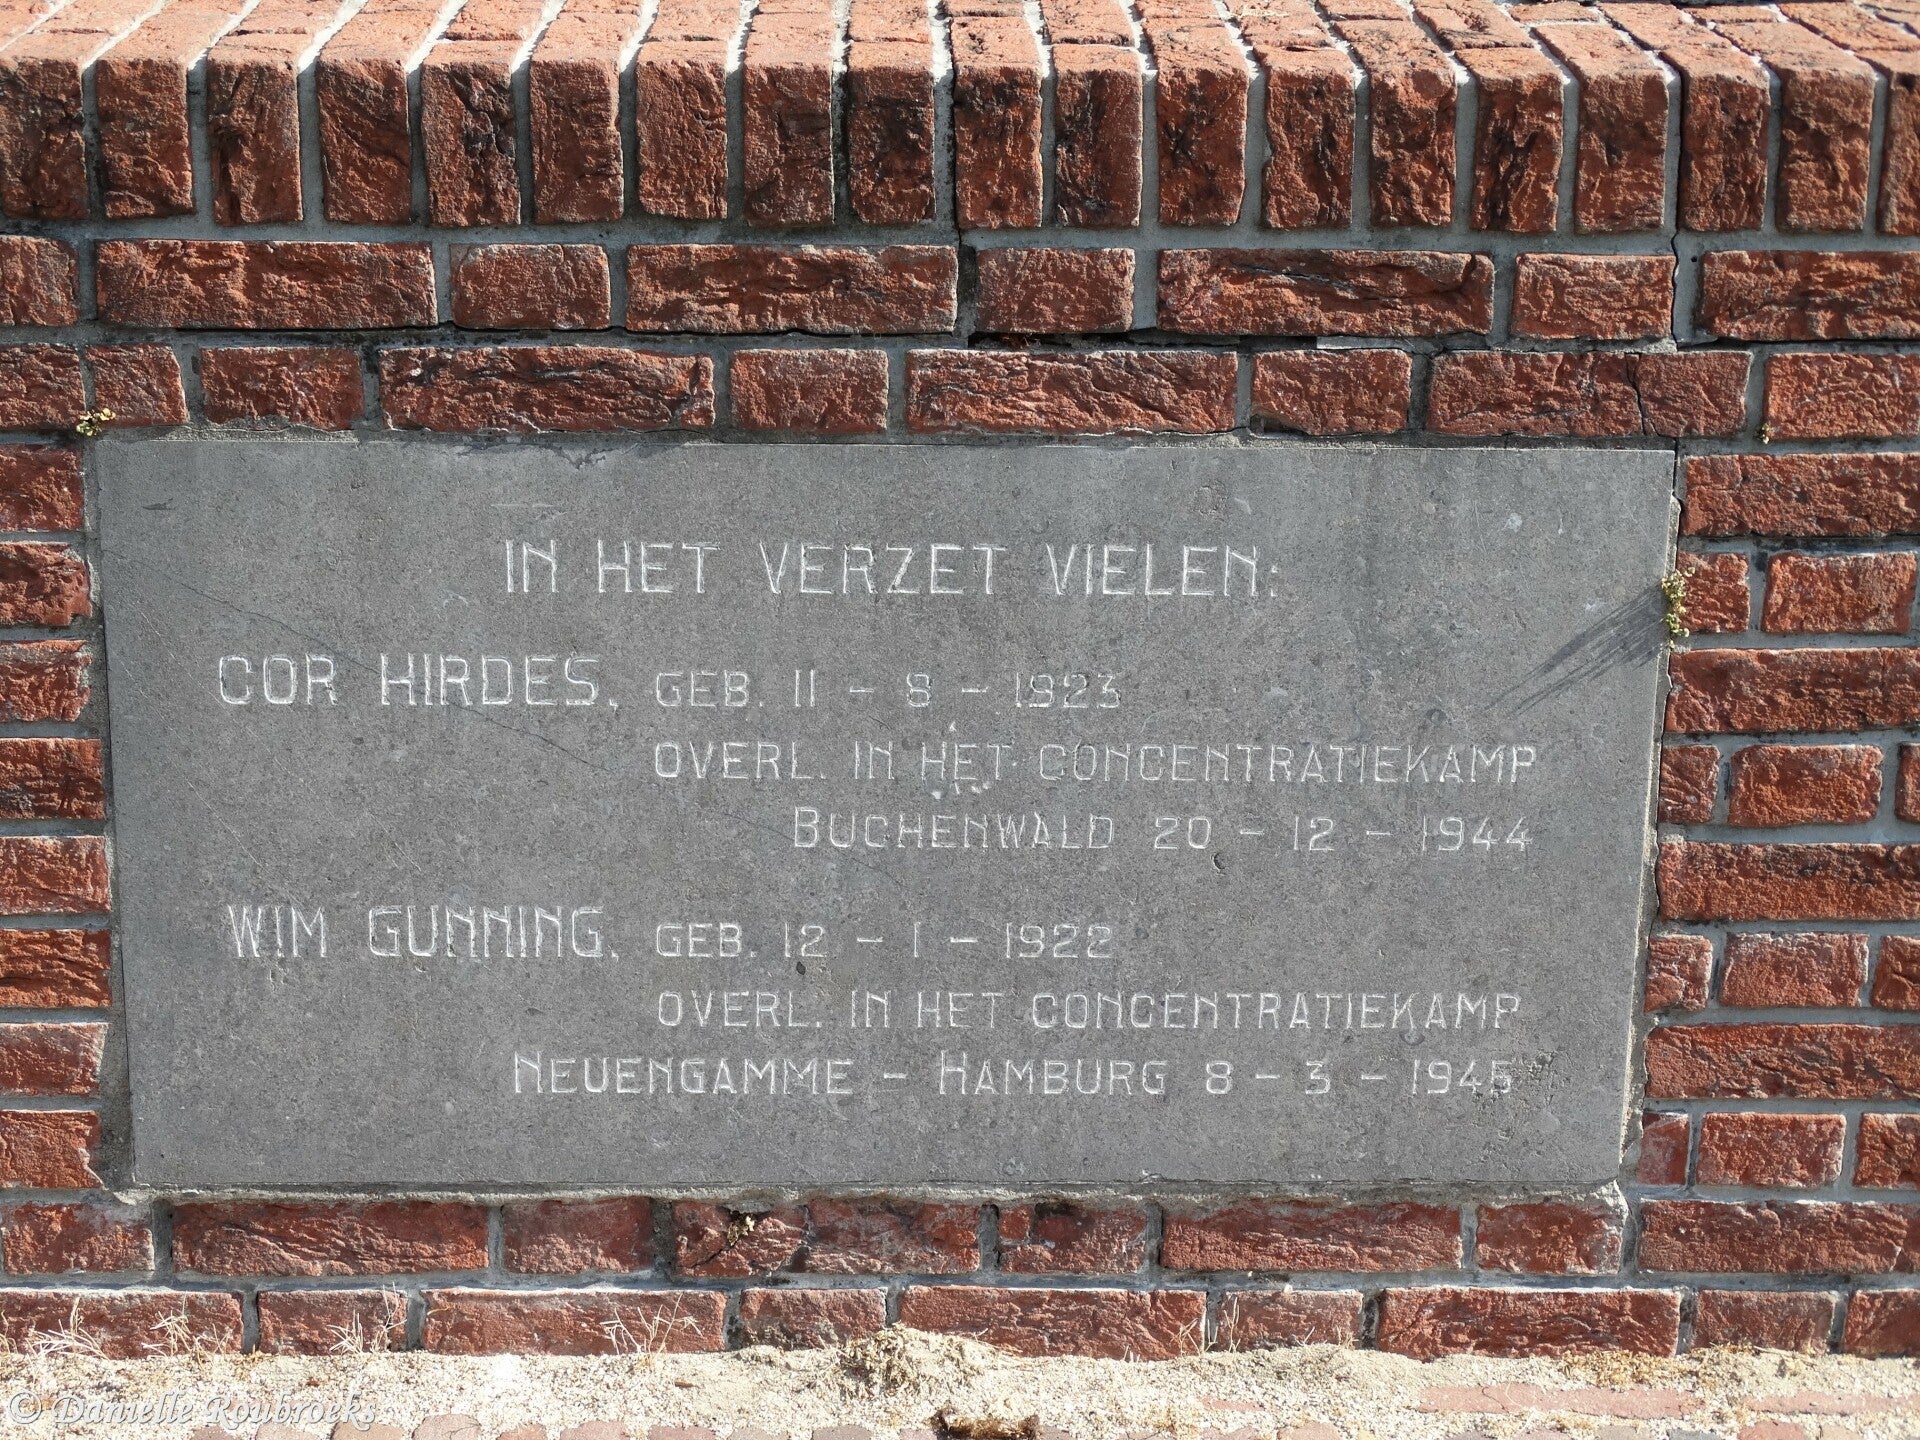 IN HET VERZET VIELEN:
COR HIRDES, GEB. 11 - 8 - 1923
OVERL. IN HET CONCENTRATIEKAMP
BUCHENWALD 20 - 12 - 1944
WIM GUNNING, GEB. 12 - 1 - 1922
OVERL. IN HET CONCENTRATIEKAMP
NEUENGAMME - HAMBURG 8 - 3 - 1945
© Danielle Roubroeks